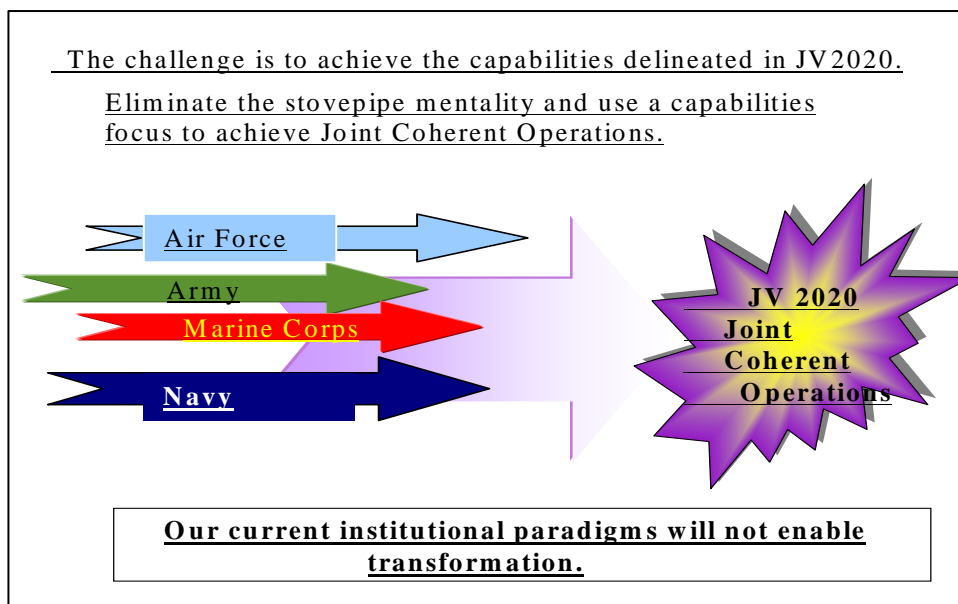 The challenge is to achieve the capabilities delineated in JV2020.
Eliminate the stovepipe mentality and use a capabilities
focus to achieve Joint Coherent Operations.
Air Force
Army
Marine Corps
Navy
JV 2020
Joint
Coherent
Operations
Our current institutional paradigms will not enable
transformation.